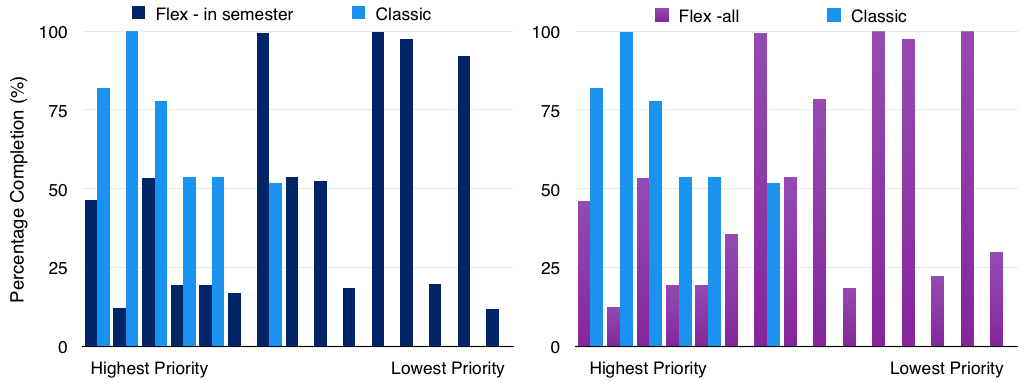 Flex - in semester
Classic
100
75
50
25
0
Percentage Completion (%)
Highest Priority
Lowest Priority
Flex -all
Classic
100
75
50
25
0
Highest Priority
Lowest Priority